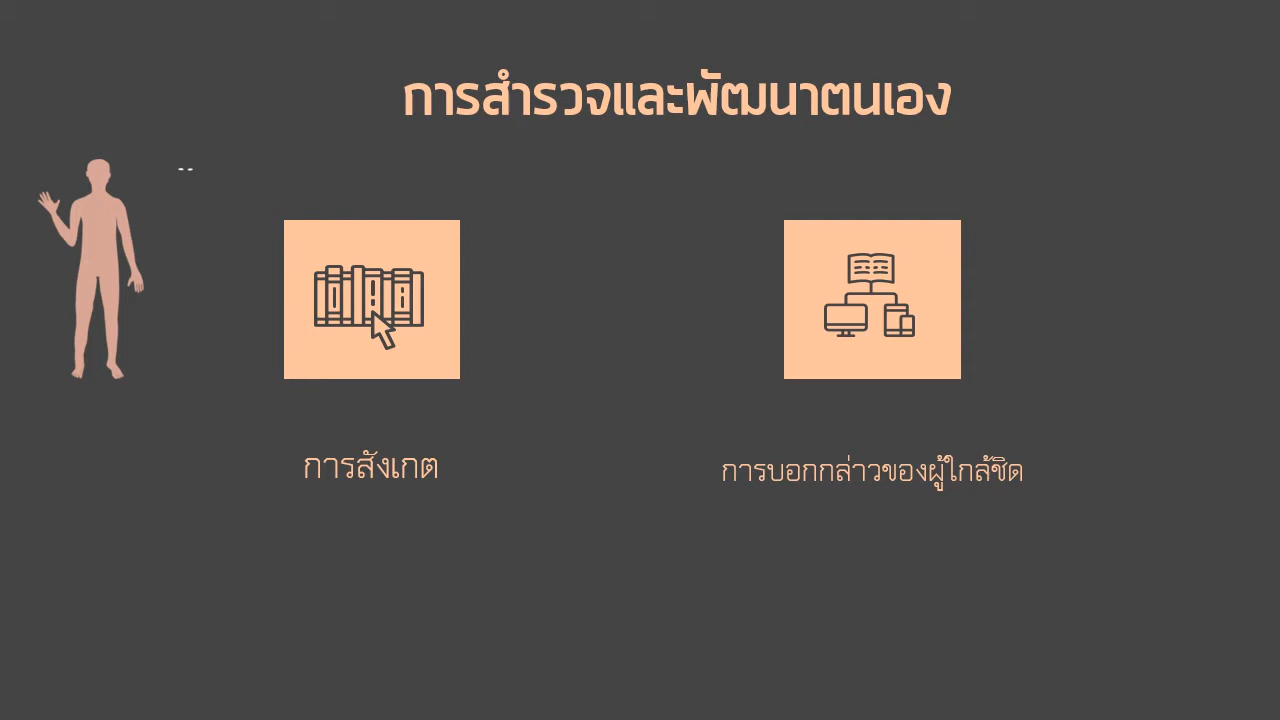 การสำรวจและพัฒนาตนเอง
การสังเกต
การบอกกล่าวของผู้ใกล้ชิด